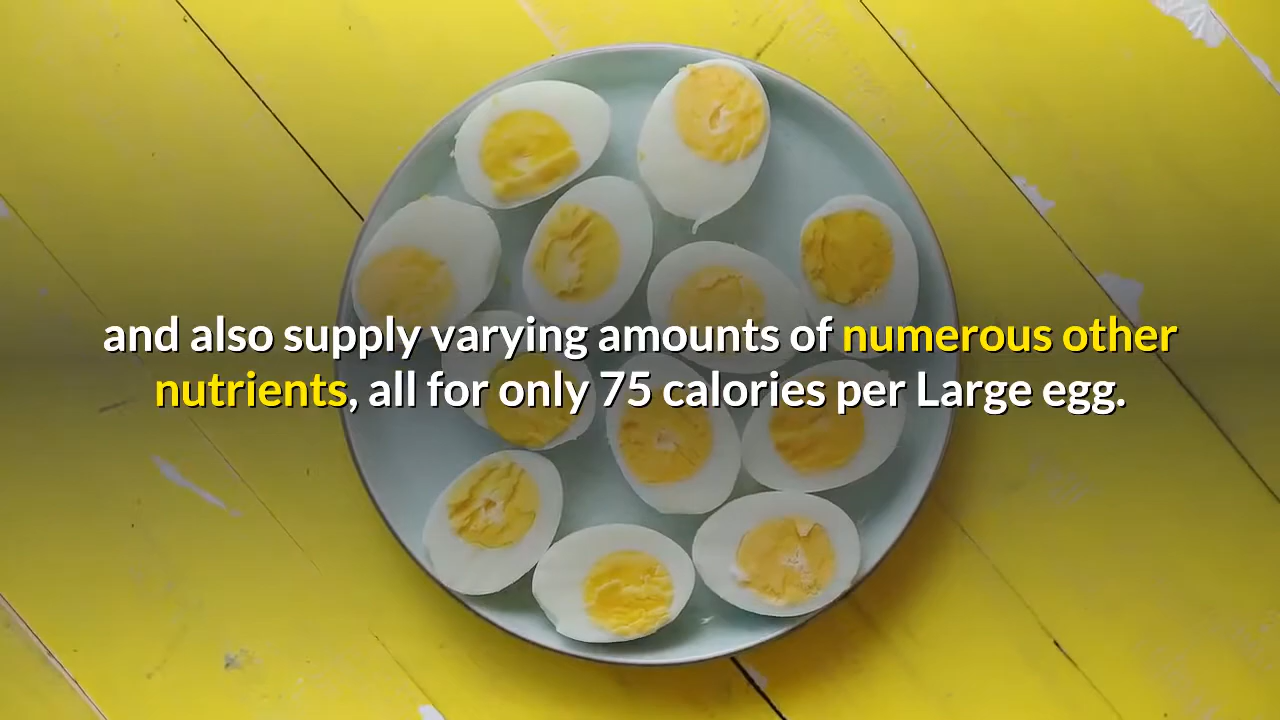 and also supply varying amounts of numerous other
nutrients, all for only 75 calories per Large egg.